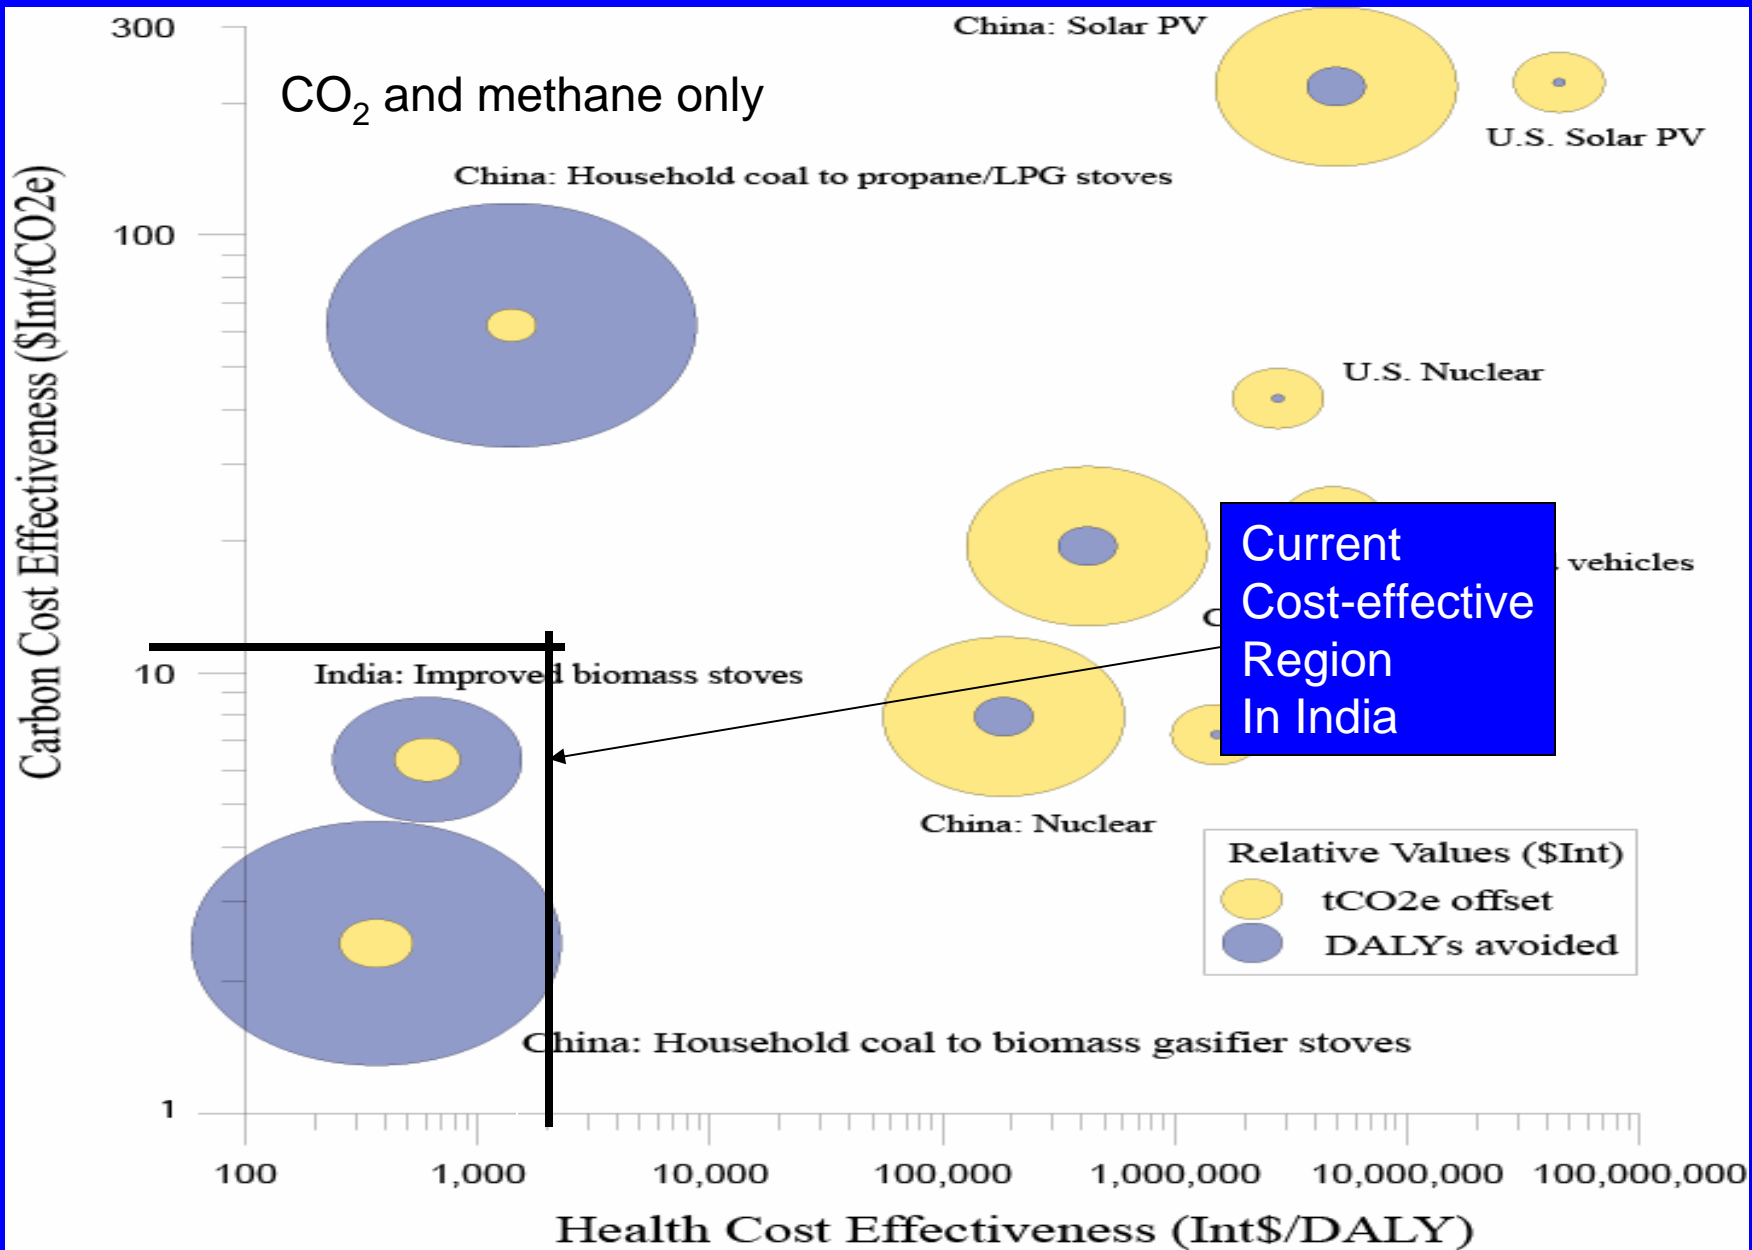 300
China: Solar PV
CO2 and methane only
U.S. Solar PV
China: Household coal to propane/LPG stoves
100
Carbon Cost Effectiveness ($Int/tCO2e)
U.S. Nuclear
Current
Cost-effective
Region
In India
vehicles
10
India: Improved biomass stoves
China: Nuclear
Relative Values ($Int)
tCO2e offset
DALYs avoided
China: Household coal to biomass gasifier stoves
1
100 1,000 10,000 100,000 1,000,000 10,000,000 100,000,000
Health Cost Effectiveness (Int$/DALY)